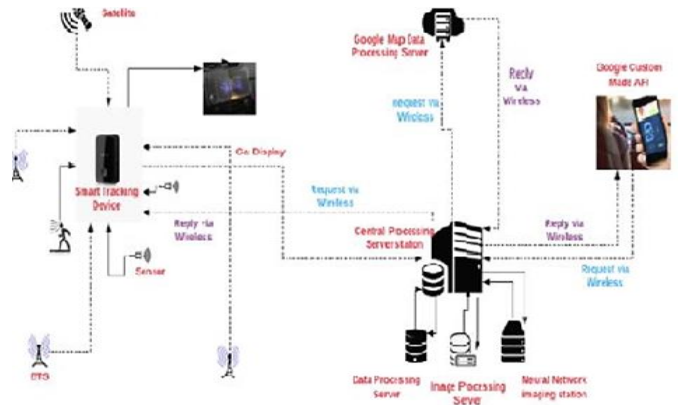 Satellite
Google Map Data
Processing Server
Reply
via
Wireless
Google Custom
Made API
Request via
Wireless
Car Display
Smart Tracking
Device
Request via
Wireless
Reply via
Wireless
Central Processing
Serverstation
Reply via
Wireless
Request via
Wireless
Sensor
BTS
Data Processing
Server
Image Processing
Server
Neural Network
imaging station